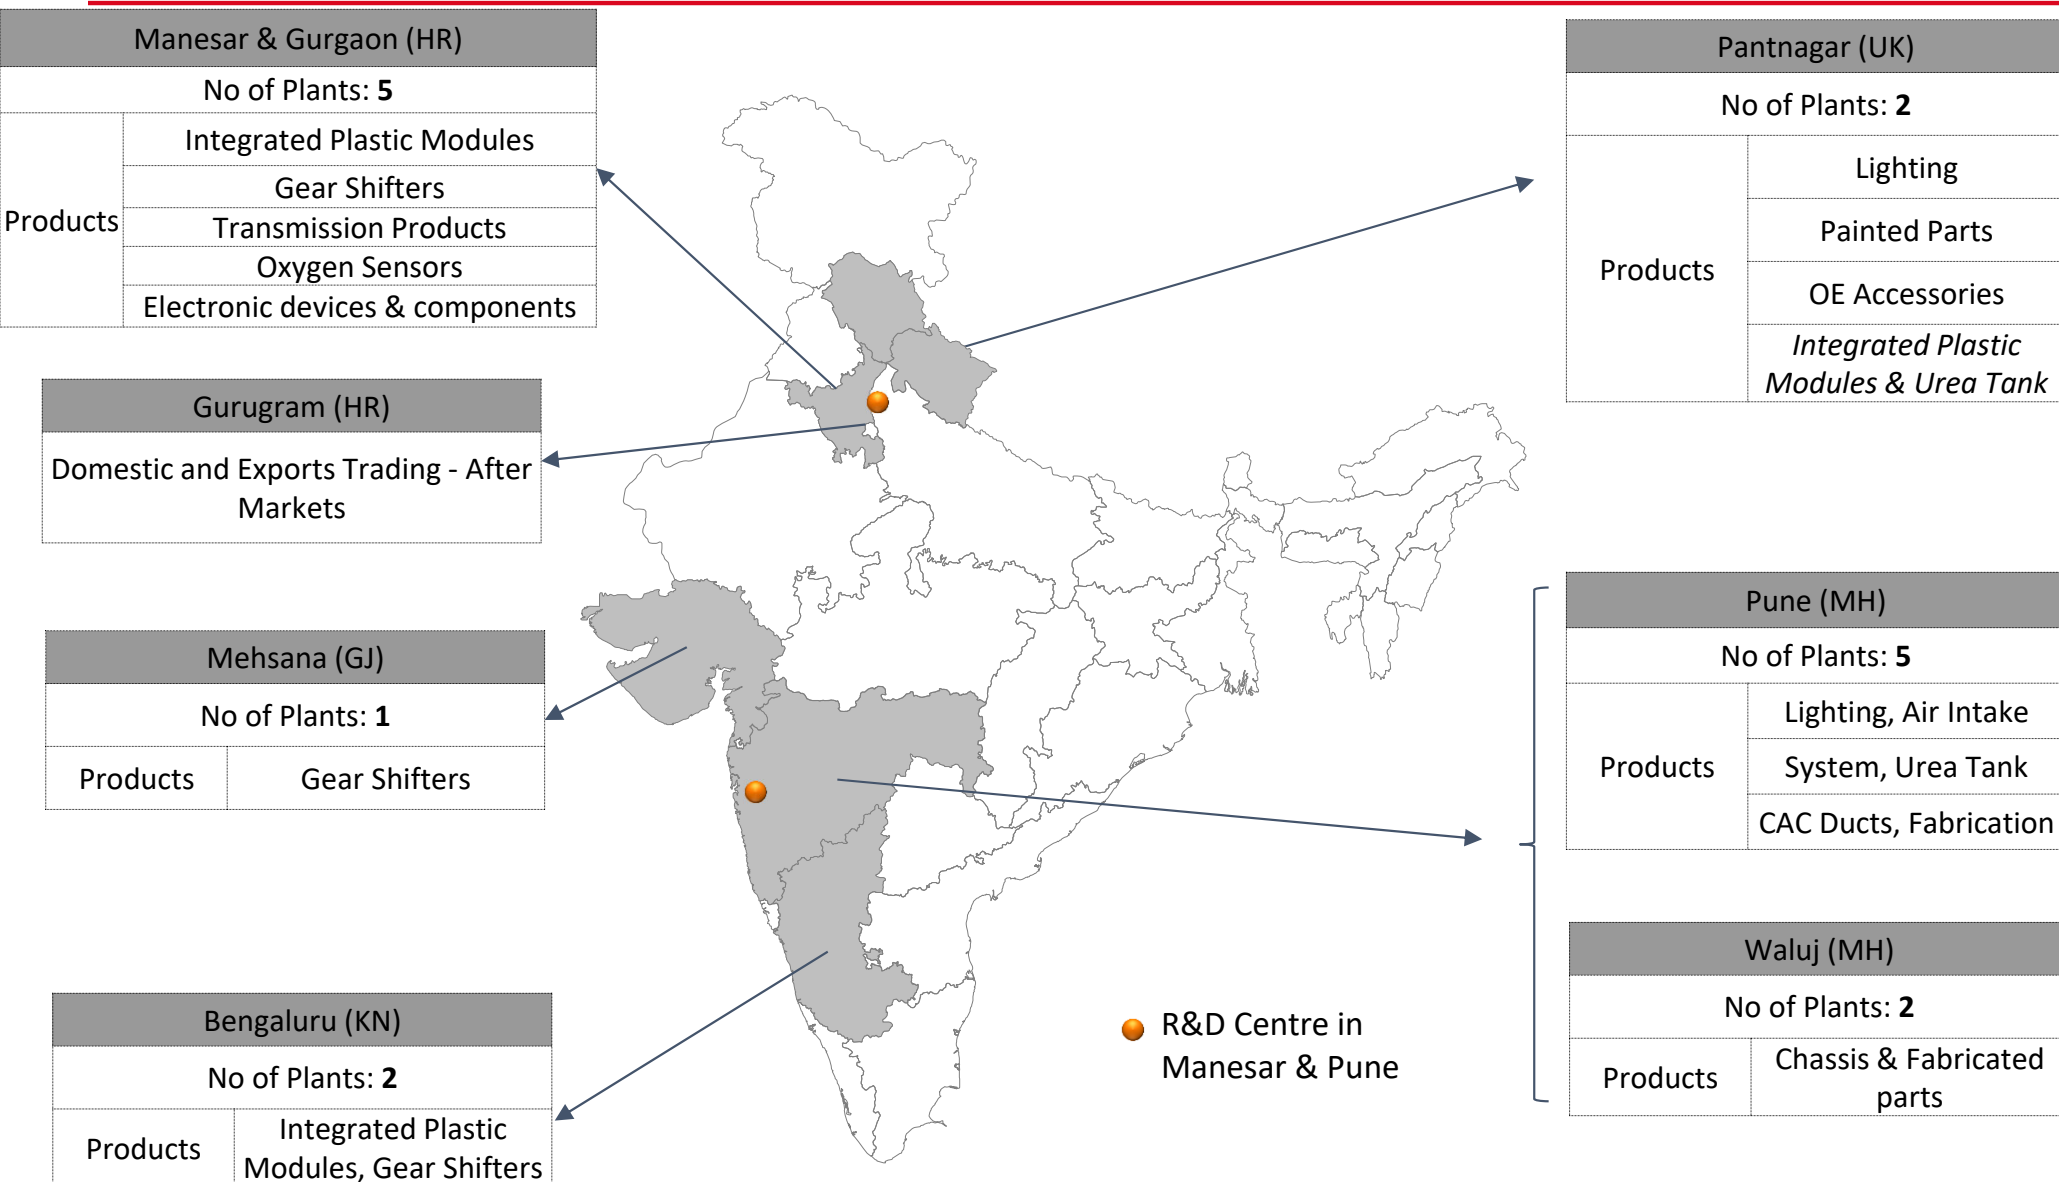 Manesar & Gurgaon (HR)
No of Plants: 5
Products
Integrated Plastic Modules
Gear Shifters
Transmission Products
Oxygen Sensors
Electronic devices & components
Gurugram (HR)
Domestic and Exports Trading - After
Markets
Mehsana (GJ)
No of Plants: 1
Products
Gear Shifters
Bengaluru (KN)
No of Plants: 2
Products
Integrated Plastic
Modules, Gear Shifters
R&D Centre in
Manesar & Pune
Pantnagar (UK)
No of Plants: 2
Products
Lighting
Painted Parts
OE Accessories
Integrated Plastic
Modules & Urea Tank
Pune (MH)
No of Plants: 5
Products
Lighting, Air Intake
System, Urea Tank
CAC Ducts, Fabrication
Waluj (MH)
No of Plants: 2
Products
Chassis & Fabricated
parts